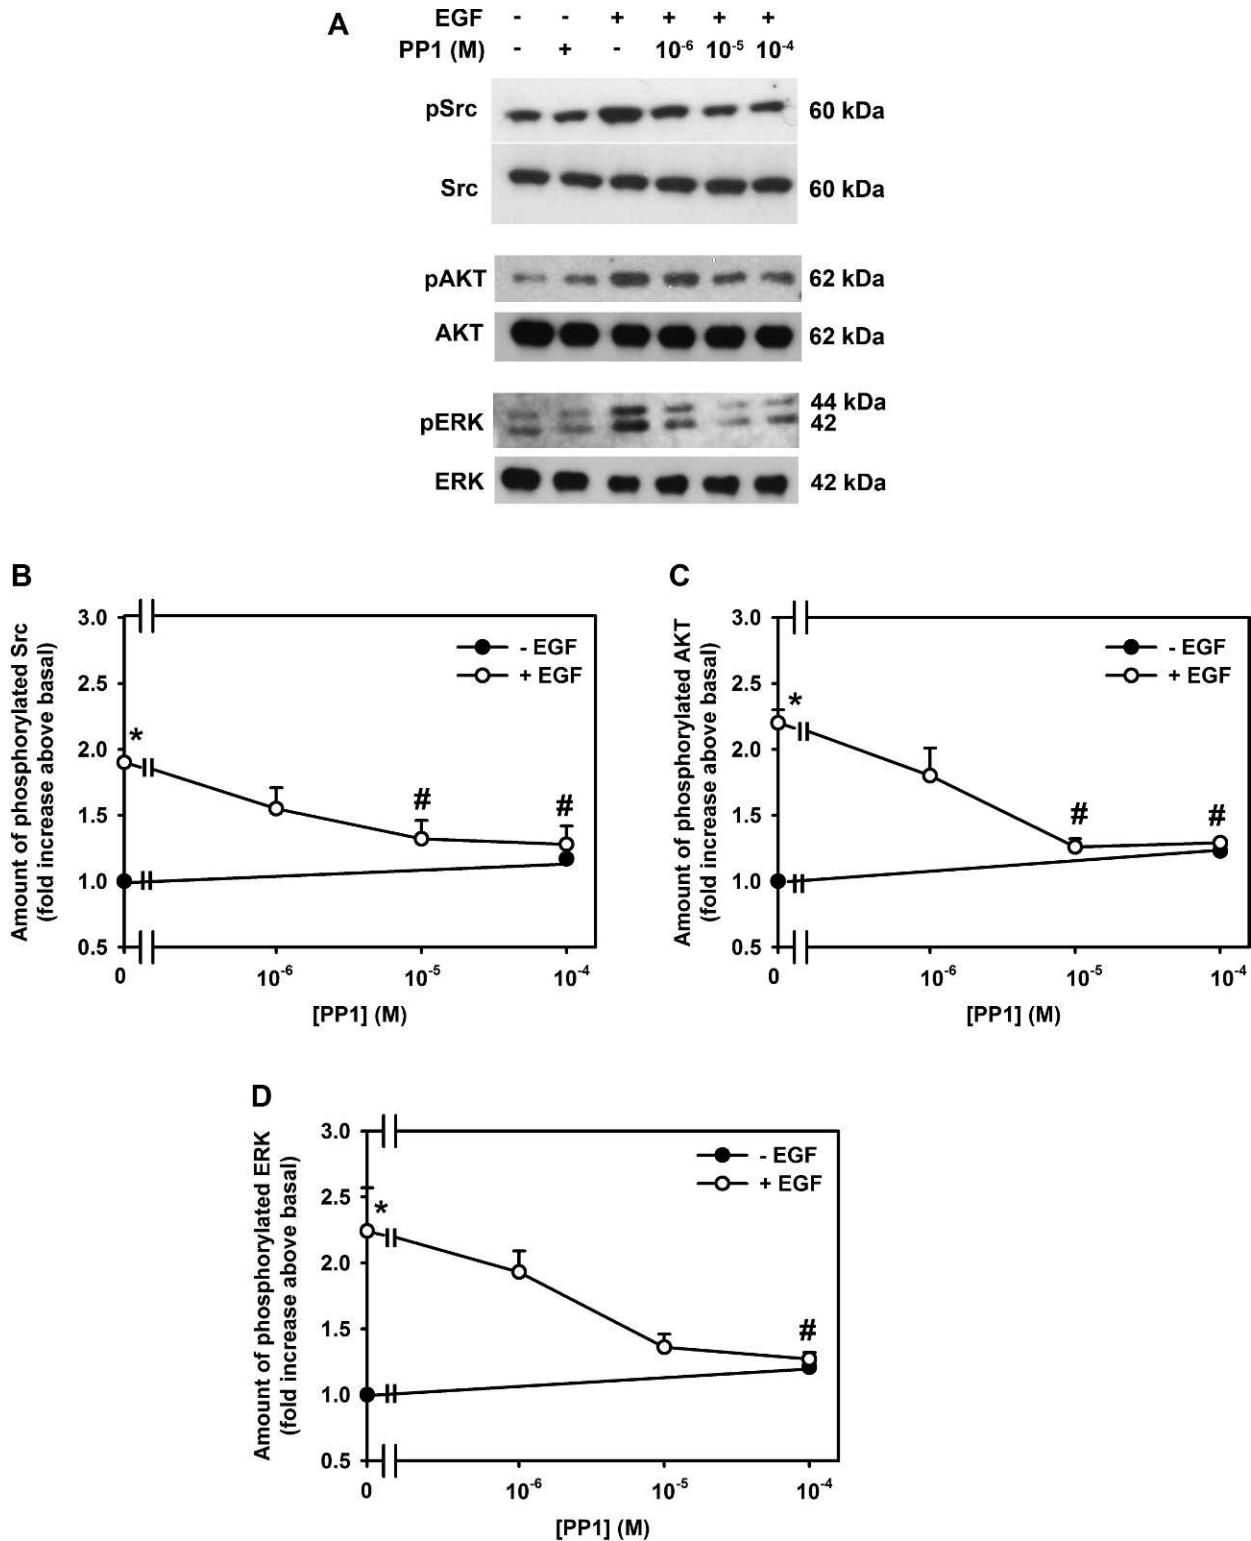 A
EGF - - + + + +
PP1 (M) - + - 10⁻⁶ 10⁻⁵ 10⁻⁴
pSrc 60 kDa
Src 60 kDa
pAKT 62 kDa
AKT 62 kDa
pERK 44 kDa
42
ERK 42 kDa
B
Amount of phosphorylated Src
(fold increase above basal)
3.0
2.5
2.0
1.5
1.0
0.5
- EGF
+ EGF
*
# #
0 10⁻⁶ 10⁻⁵ 10⁻⁴
[PP1] (M)
C
Amount of phosphorylated AKT
(fold increase above basal)
3.0
2.5
2.0
1.5
1.0
0.5
- EGF
+ EGF
*
# #
0 10⁻⁶ 10⁻⁵ 10⁻⁴
[PP1] (M)
D
Amount of phosphorylated ERK
(fold increase above basal)
3.0
2.5
2.0
1.5
1.0
0.5
- EGF
+ EGF
*
#
0 10⁻⁶ 10⁻⁵ 10⁻⁴
[PP1] (M)